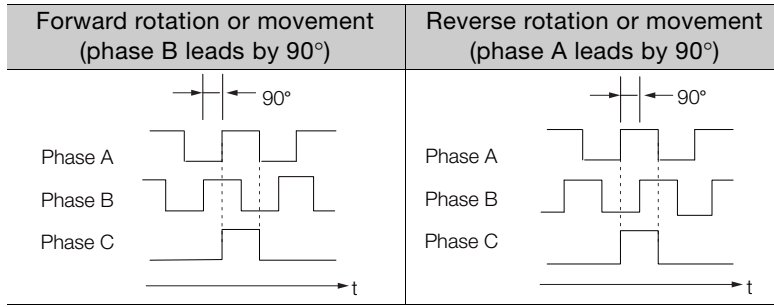 Forward rotation or movement
(phase B leads by 90°)
Reverse rotation or movement
(phase A leads by 90°)
90°
Phase A
Phase B
Phase C
t
90°
Phase A
Phase B
Phase C
t